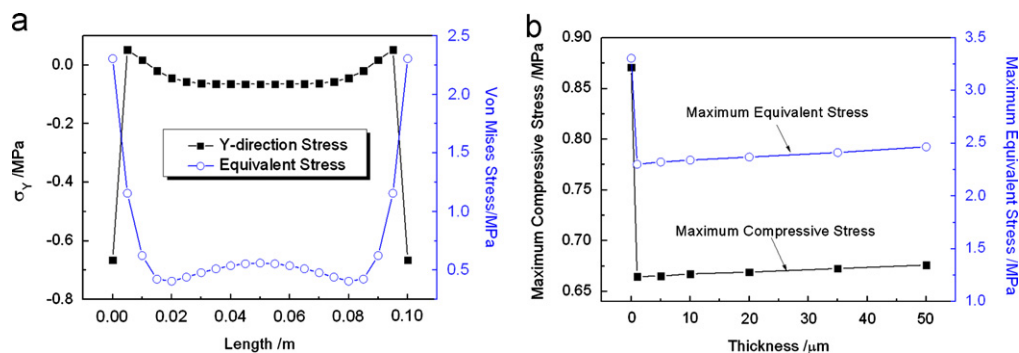 a
0.0
-0.2
-0.4
-0.6
-0.8
σY /MPa
0.00 0.02 0.04 0.06 0.08 0.10
Length /m
2.5
2.0
1.5
1.0
0.5
Von Mises Stress/MPa
Y-direction Stress
Equivalent Stress
b
0.90
0.85
0.80
0.75
0.70
0.65
Maximum Compressive Stress /MPa
0 10 20 30 40 50
Thickness /μm
3.5
3.0
2.5
2.0
1.5
1.0
Maximum Equivalent
Stress /MPa
Maximum Equivalent Stress
Maximum Compressive Stress